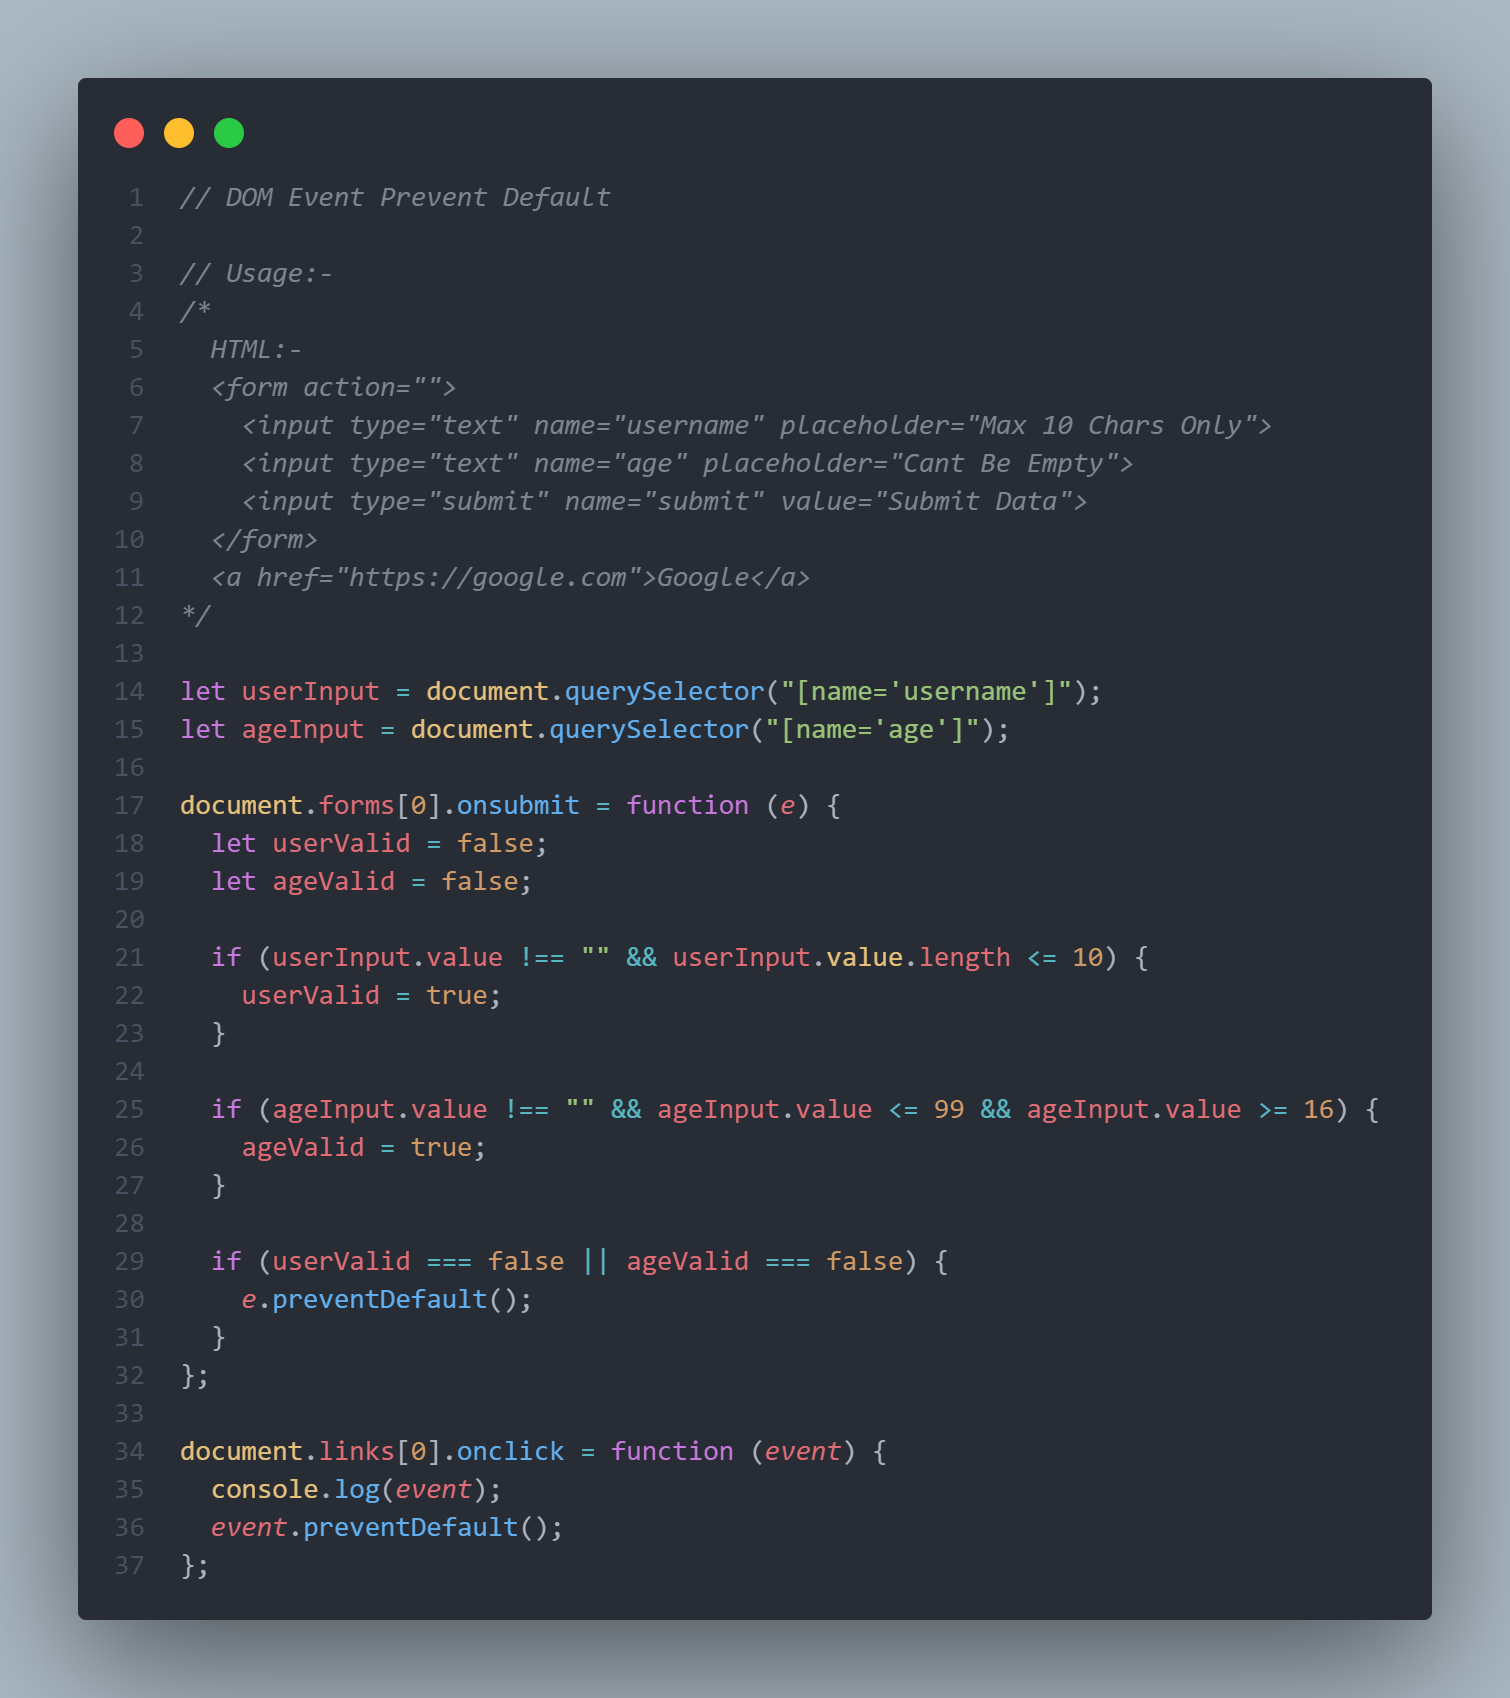 1 // DOM Event Prevent Default
2
3 // Usage:-
4 /*
5   HTML:-
6   <form action="">
7     <input type="text" name="username" placeholder="Max 10 Chars Only">
8     <input type="text" name="age" placeholder="Cant Be Empty">
9     <input type="submit" name="submit" value="Submit Data">
10   </form>
11   <a href="https://google.com">Google</a>
12 */
13
14 let userInput = document.querySelector("[name='username']");
15 let ageInput = document.querySelector("[name='age']");
16
17 document.forms[0].onsubmit = function (e) {
18   let userValid = false;
19   let ageValid = false;
20
21   if (userInput.value !== "" && userInput.value.length <= 10) {
22     userValid = true;
23   }
24
25   if (ageInput.value !== "" && ageInput.value <= 99 && ageInput.value >= 16) {
26     ageValid = true;
27   }
28
29   if (userValid === false || ageValid === false) {
30     e.preventDefault();
31   }
32 };
33
34 document.links[0].onclick = function (event) {
35   console.log(event);
36   event.preventDefault();
37 };